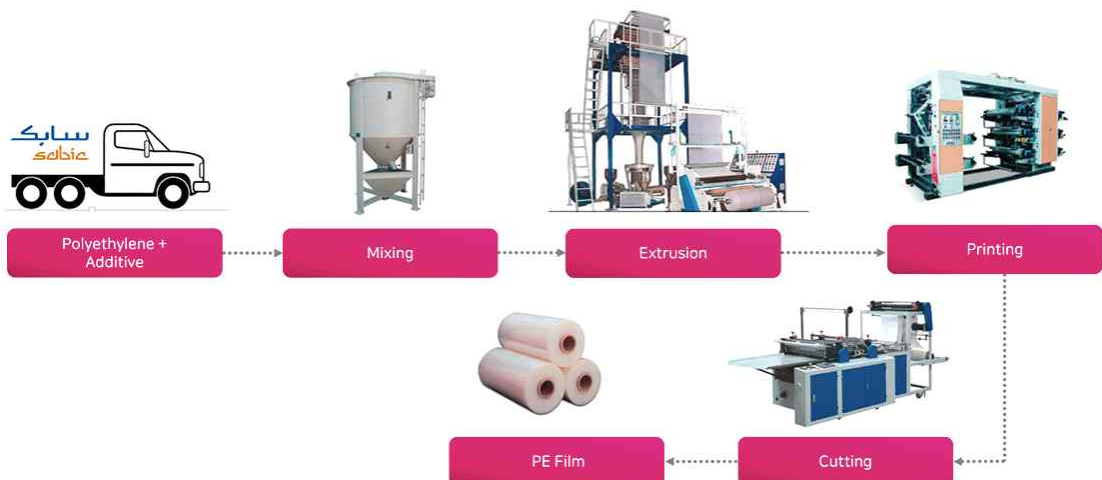 سابك
sabic
Polyethylene +
Additive
Mixing
Extrusion
Printing
PE Film
Cutting